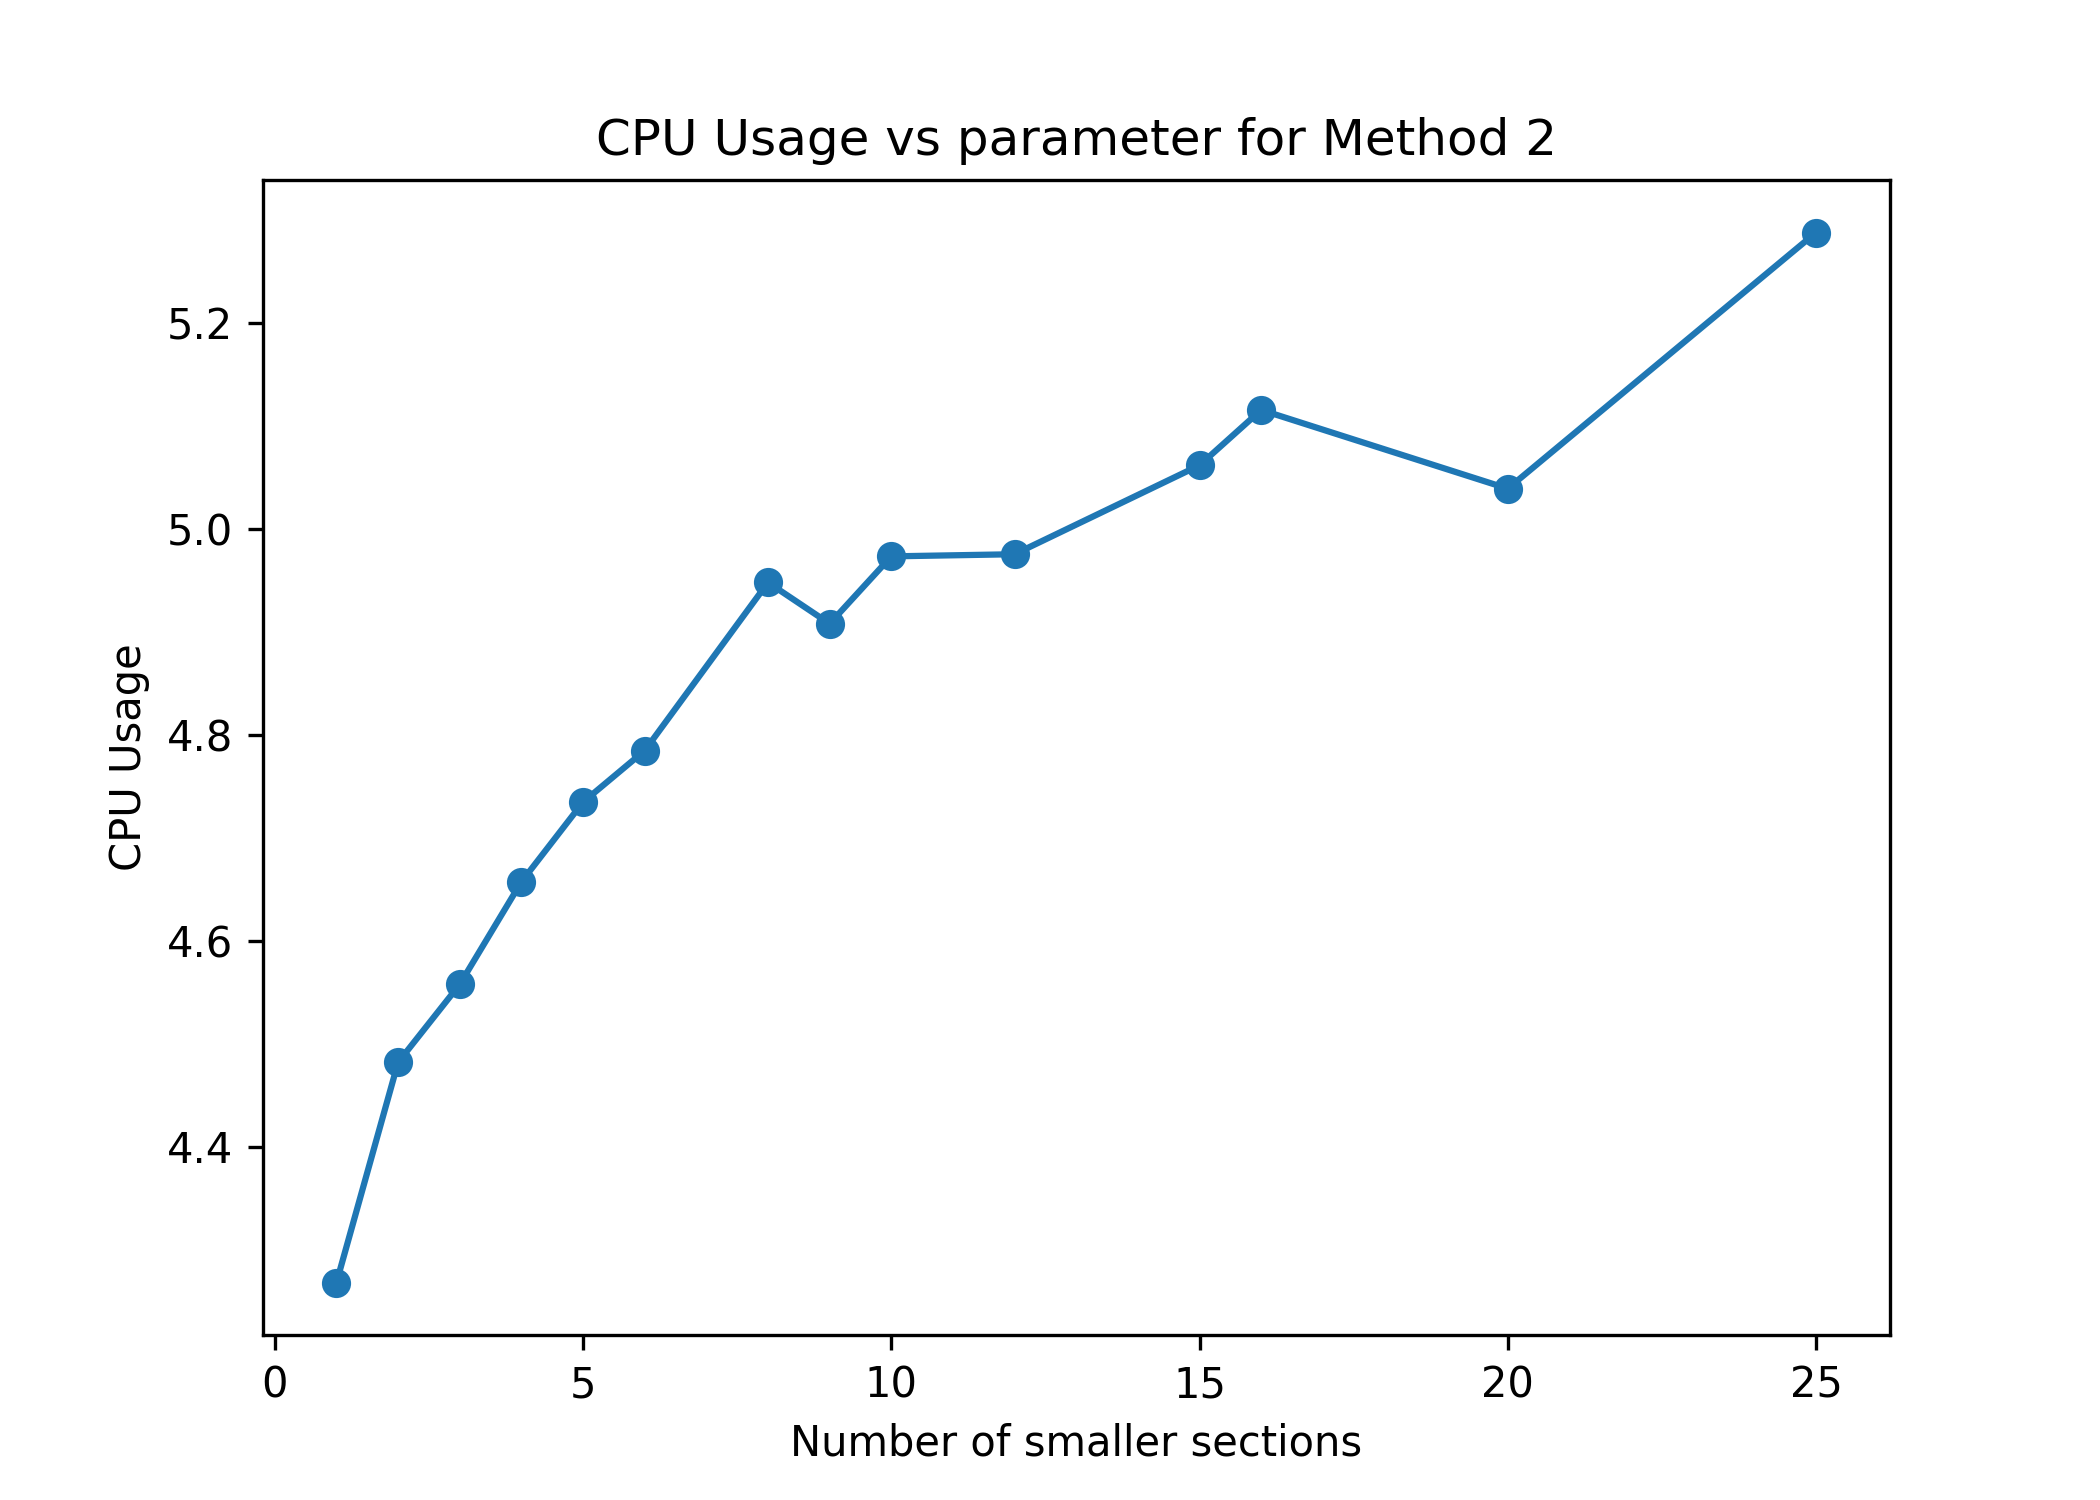 CPU Usage vs parameter for Method 2
5.2
5.0
4.8
4.6
4.4
CPU Usage
0 5 10 15 20 25
Number of smaller sections